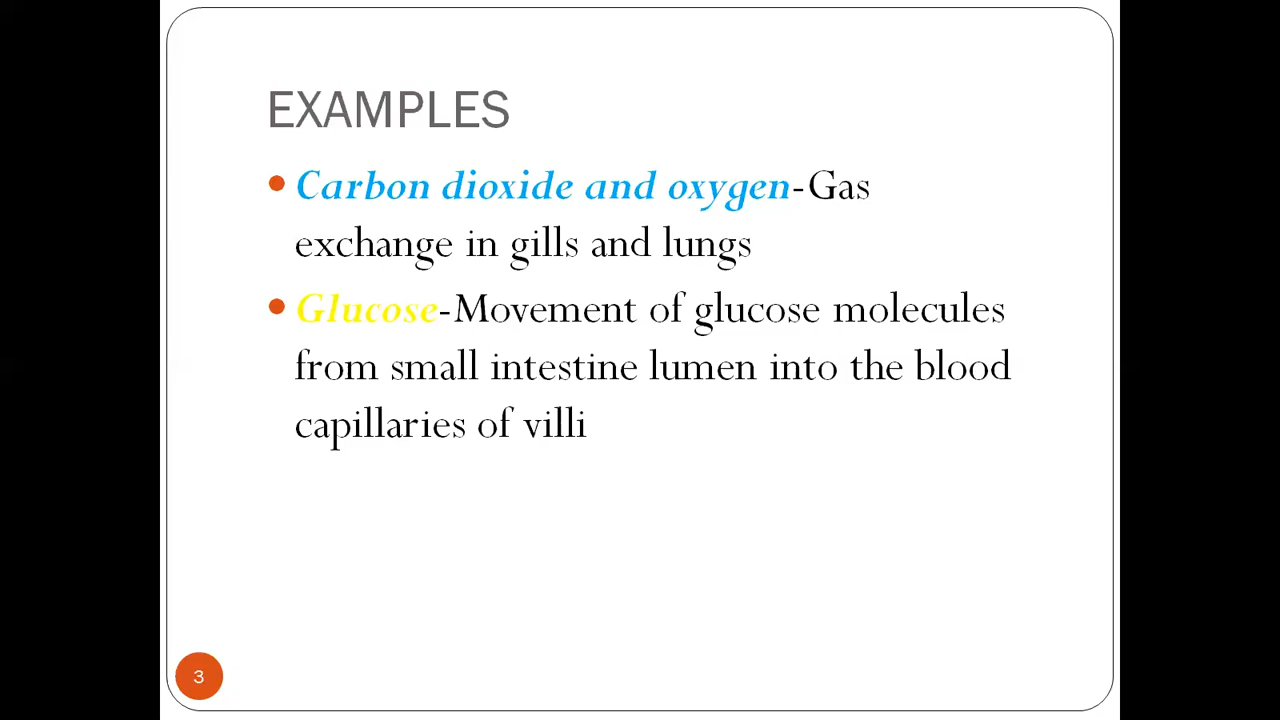 EXAMPLES
Carbon dioxide and oxygen-Gas
exchange in gills and lungs
Glucose-Movement of glucose molecules
from small intestine lumen into the blood
capillaries of villi
3